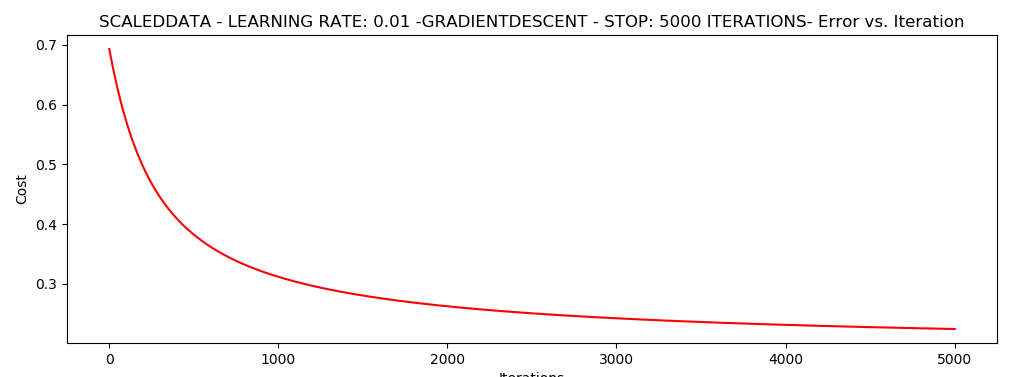 SCALEDDATA - LEARNING RATE: 0.01 -GRADIENTDESCENT - STOP: 5000 ITERATIONS- Error vs. Iteration
0.7
0.6
0.5
0.4
0.3
Cost
0 1000 2000 3000 4000 5000
Iterations